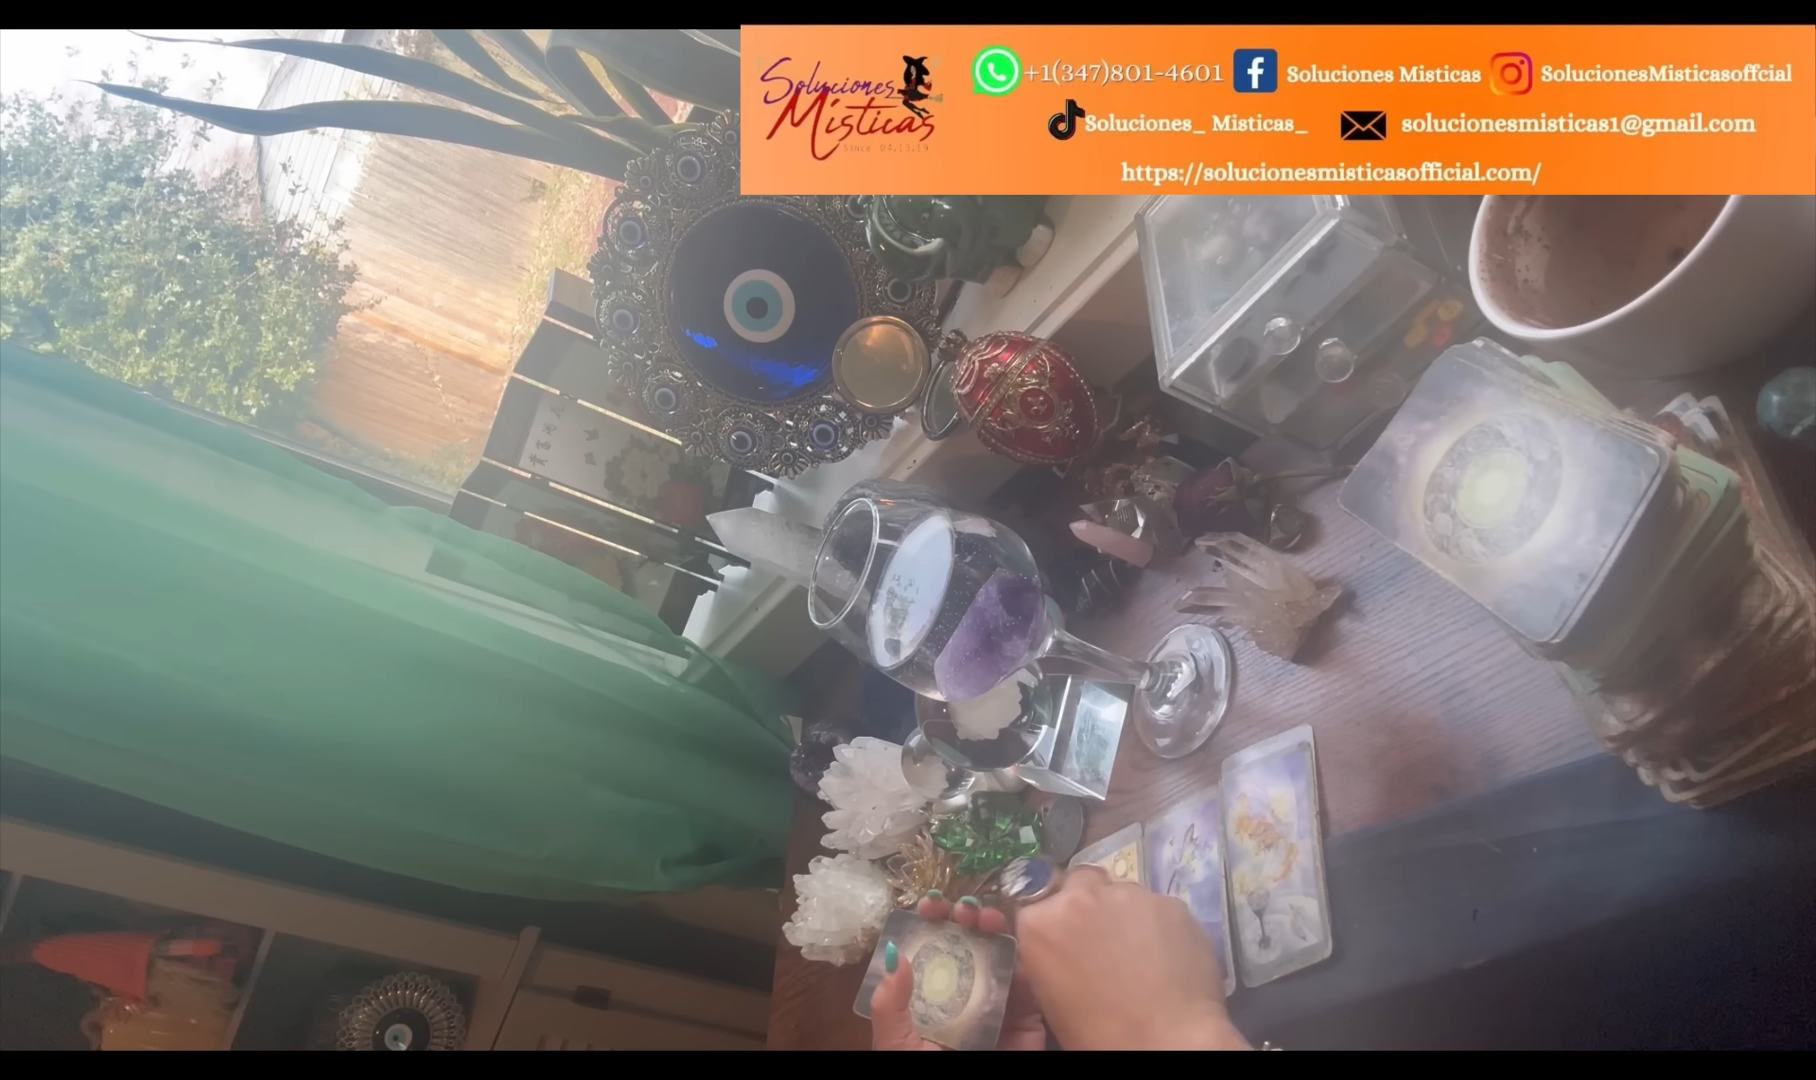 Soluciones
Misticas
Since 04.13.19
+1(347)801-4601
Soluciones Misticas
SolucionesMisticasoffcial
Soluciones_ Misticas_
solucionesmisticas1@gmail.com
https://solucionesmisticasofficial.com/